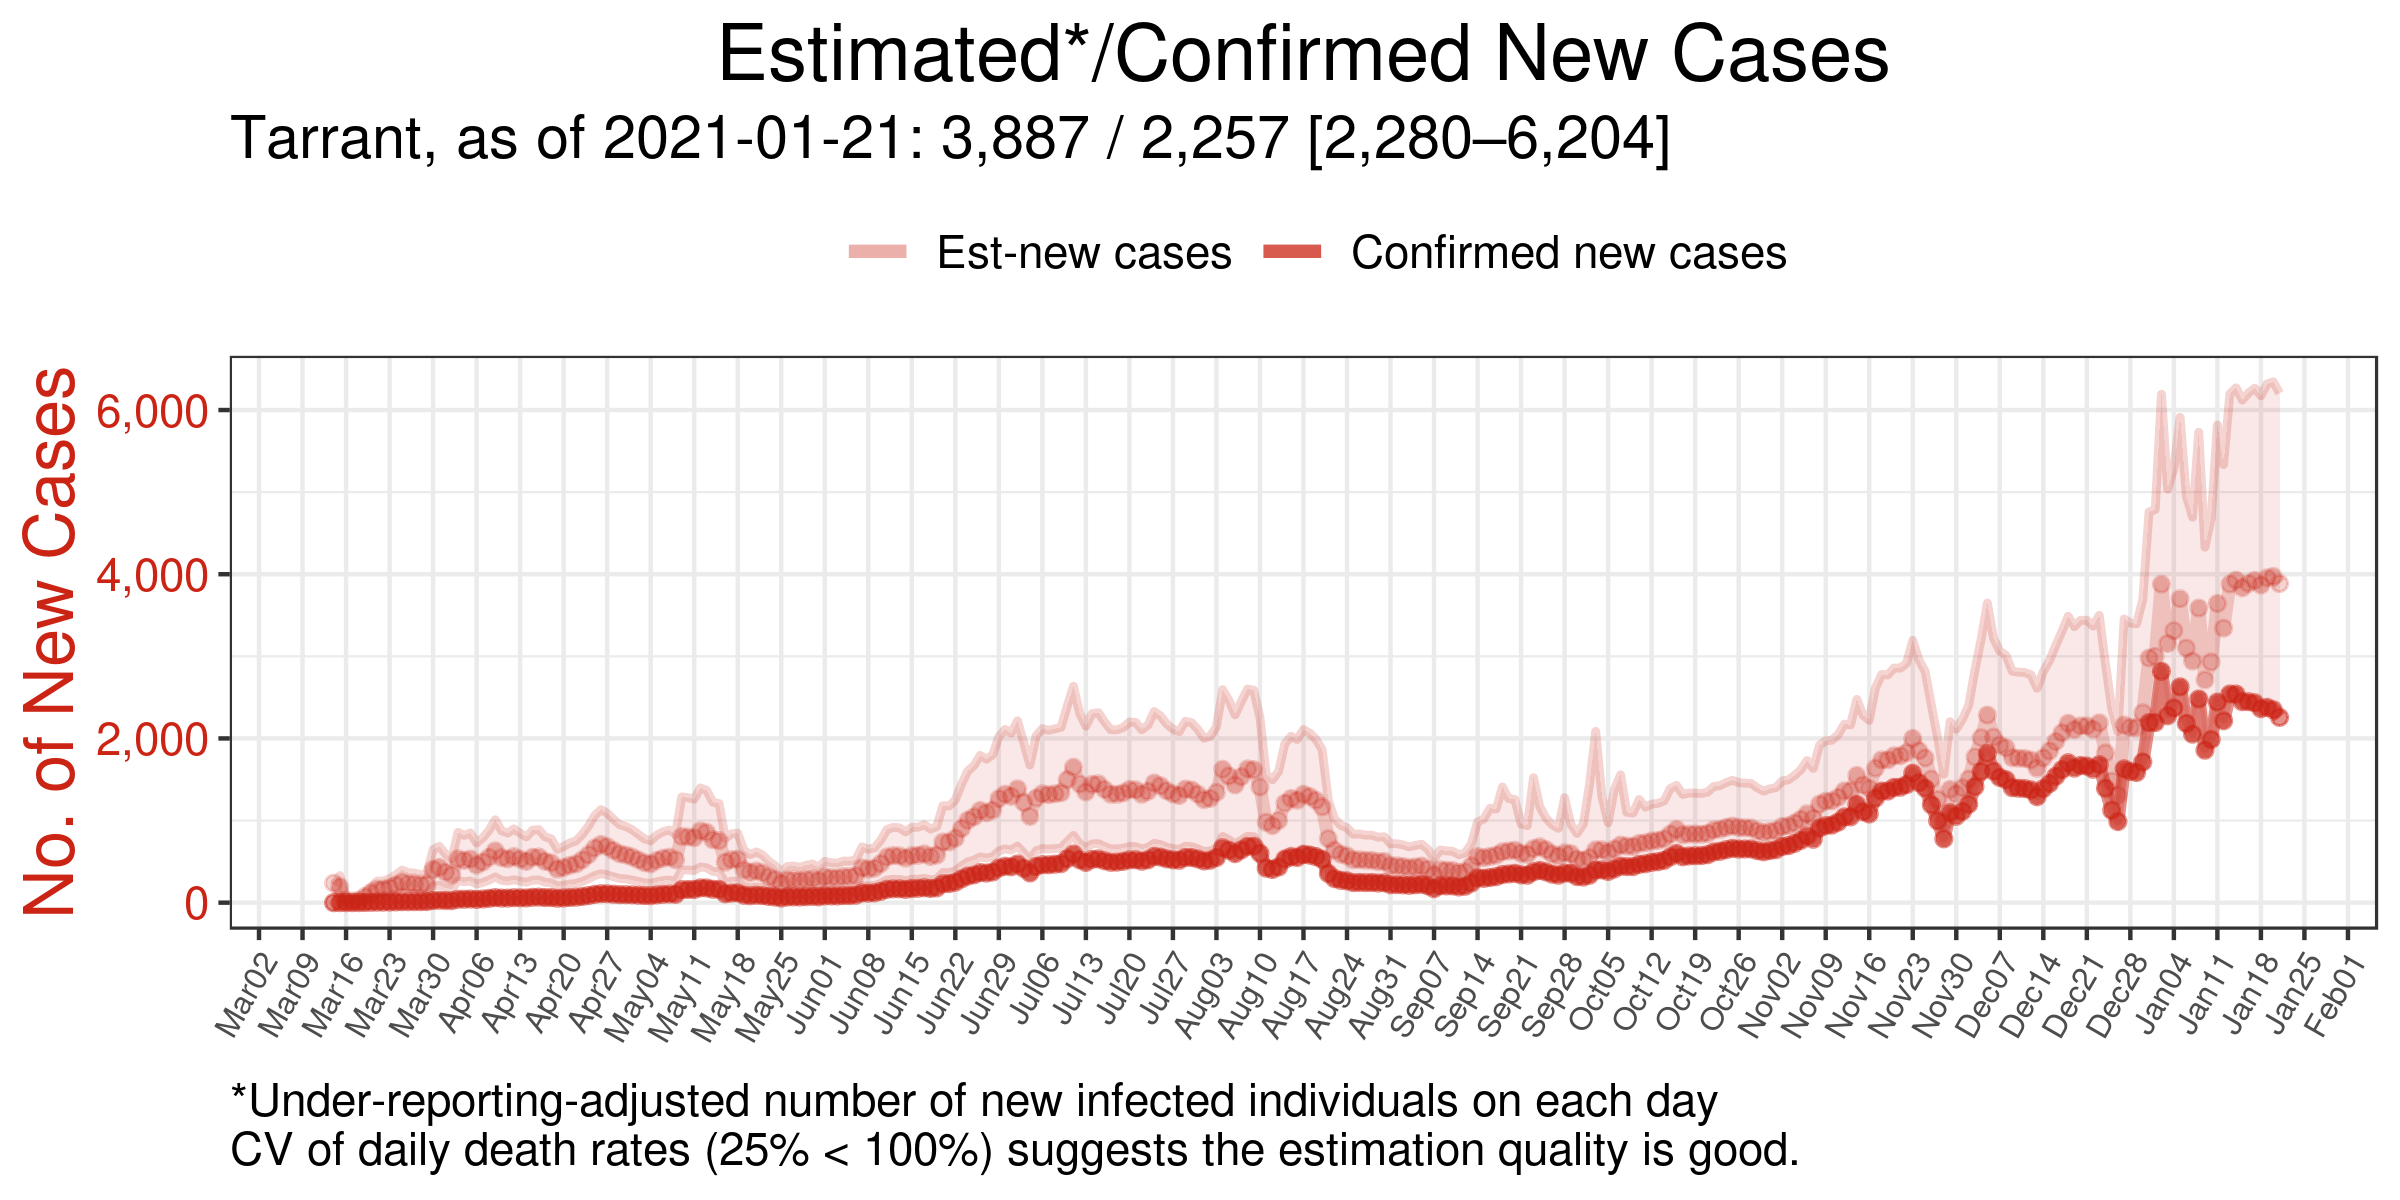 Estimated*/Confirmed New Cases
Tarrant, as of 2021-01-21: 3,887 / 2,257 [2,280–6,204]
Est-new cases Confirmed new cases
No. of New Cases
6,000
4,000
2,000
0
Mar02 Mar09 Mar16 Mar23 Mar30 Apr06 Apr13 Apr20 Apr27 May04 May11 May18 May25 Jun01 Jun08 Jun15 Jun22 Jun29 Jul06 Jul13 Jul20 Jul27 Aug03 Aug10 Aug17 Aug24 Aug31 Sep07 Sep14 Sep21 Sep28 Oct05 Oct12 Oct19 Oct26 Nov02 Nov09 Nov16 Nov23 Nov30 Dec07 Dec14 Dec21 Dec28 Jan04 Jan11 Jan18 Jan25 Feb01
*Under-reporting-adjusted number of new infected individuals on each day
CV of daily death rates (25% < 100%) suggests the estimation quality is good.